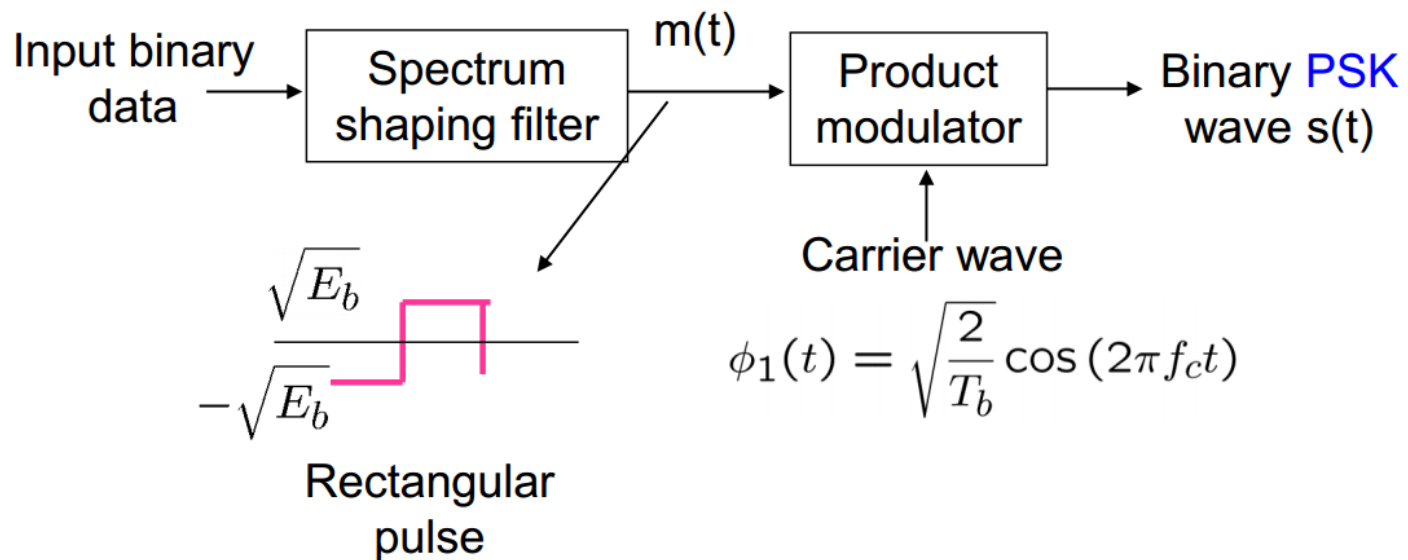 Input binary
data
Spectrum
shaping filter
m(t)
Product
modulator
Binary PSK
wave s(t)
Carrier wave
√E_b
-√E_b
ϕ₁(t) = √(2/T_b) cos (2πf_c t)
Rectangular
pulse